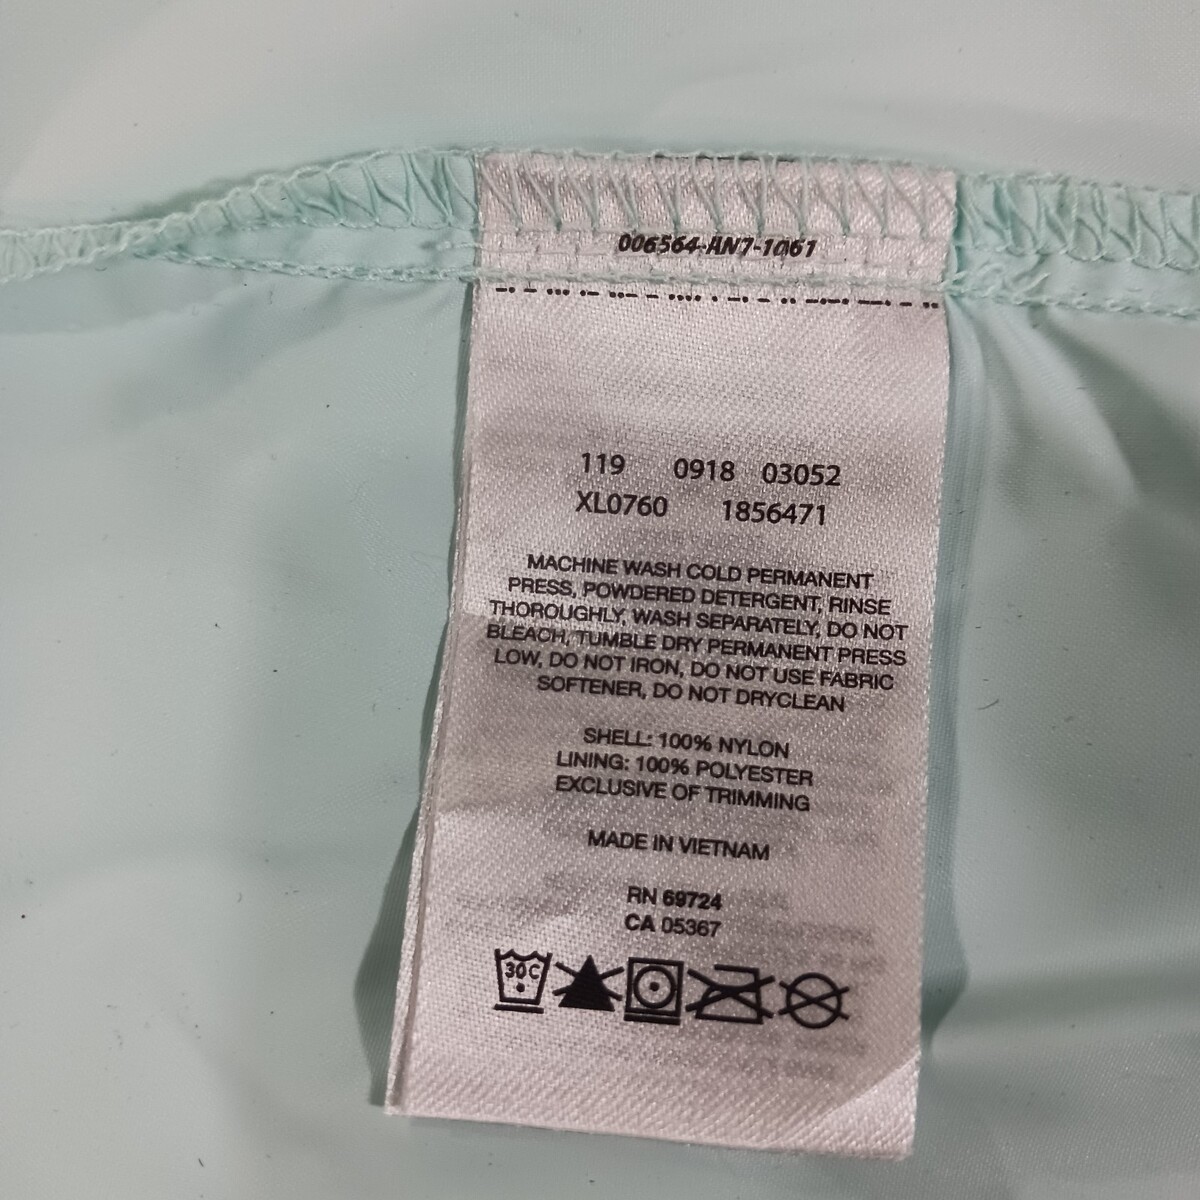 006564-AN7-1061
119 0918 03052
XL0760 1856471
MACHINE WASH COLD PERMANENT
PRESS, POWDERED DETERGENT, RINSE
THOROUGHLY, WASH SEPARATELY, DO NOT
BLEACH, TUMBLE DRY PERMANENT PRESS
LOW, DO NOT IRON, DO NOT USE FABRIC
SOFTENER, DO NOT DRYCLEAN
SHELL: 100% NYLON
LINING: 100% POLYESTER
EXCLUSIVE OF TRIMMING
MADE IN VIETNAM
RN 69724
CA 05367
30C